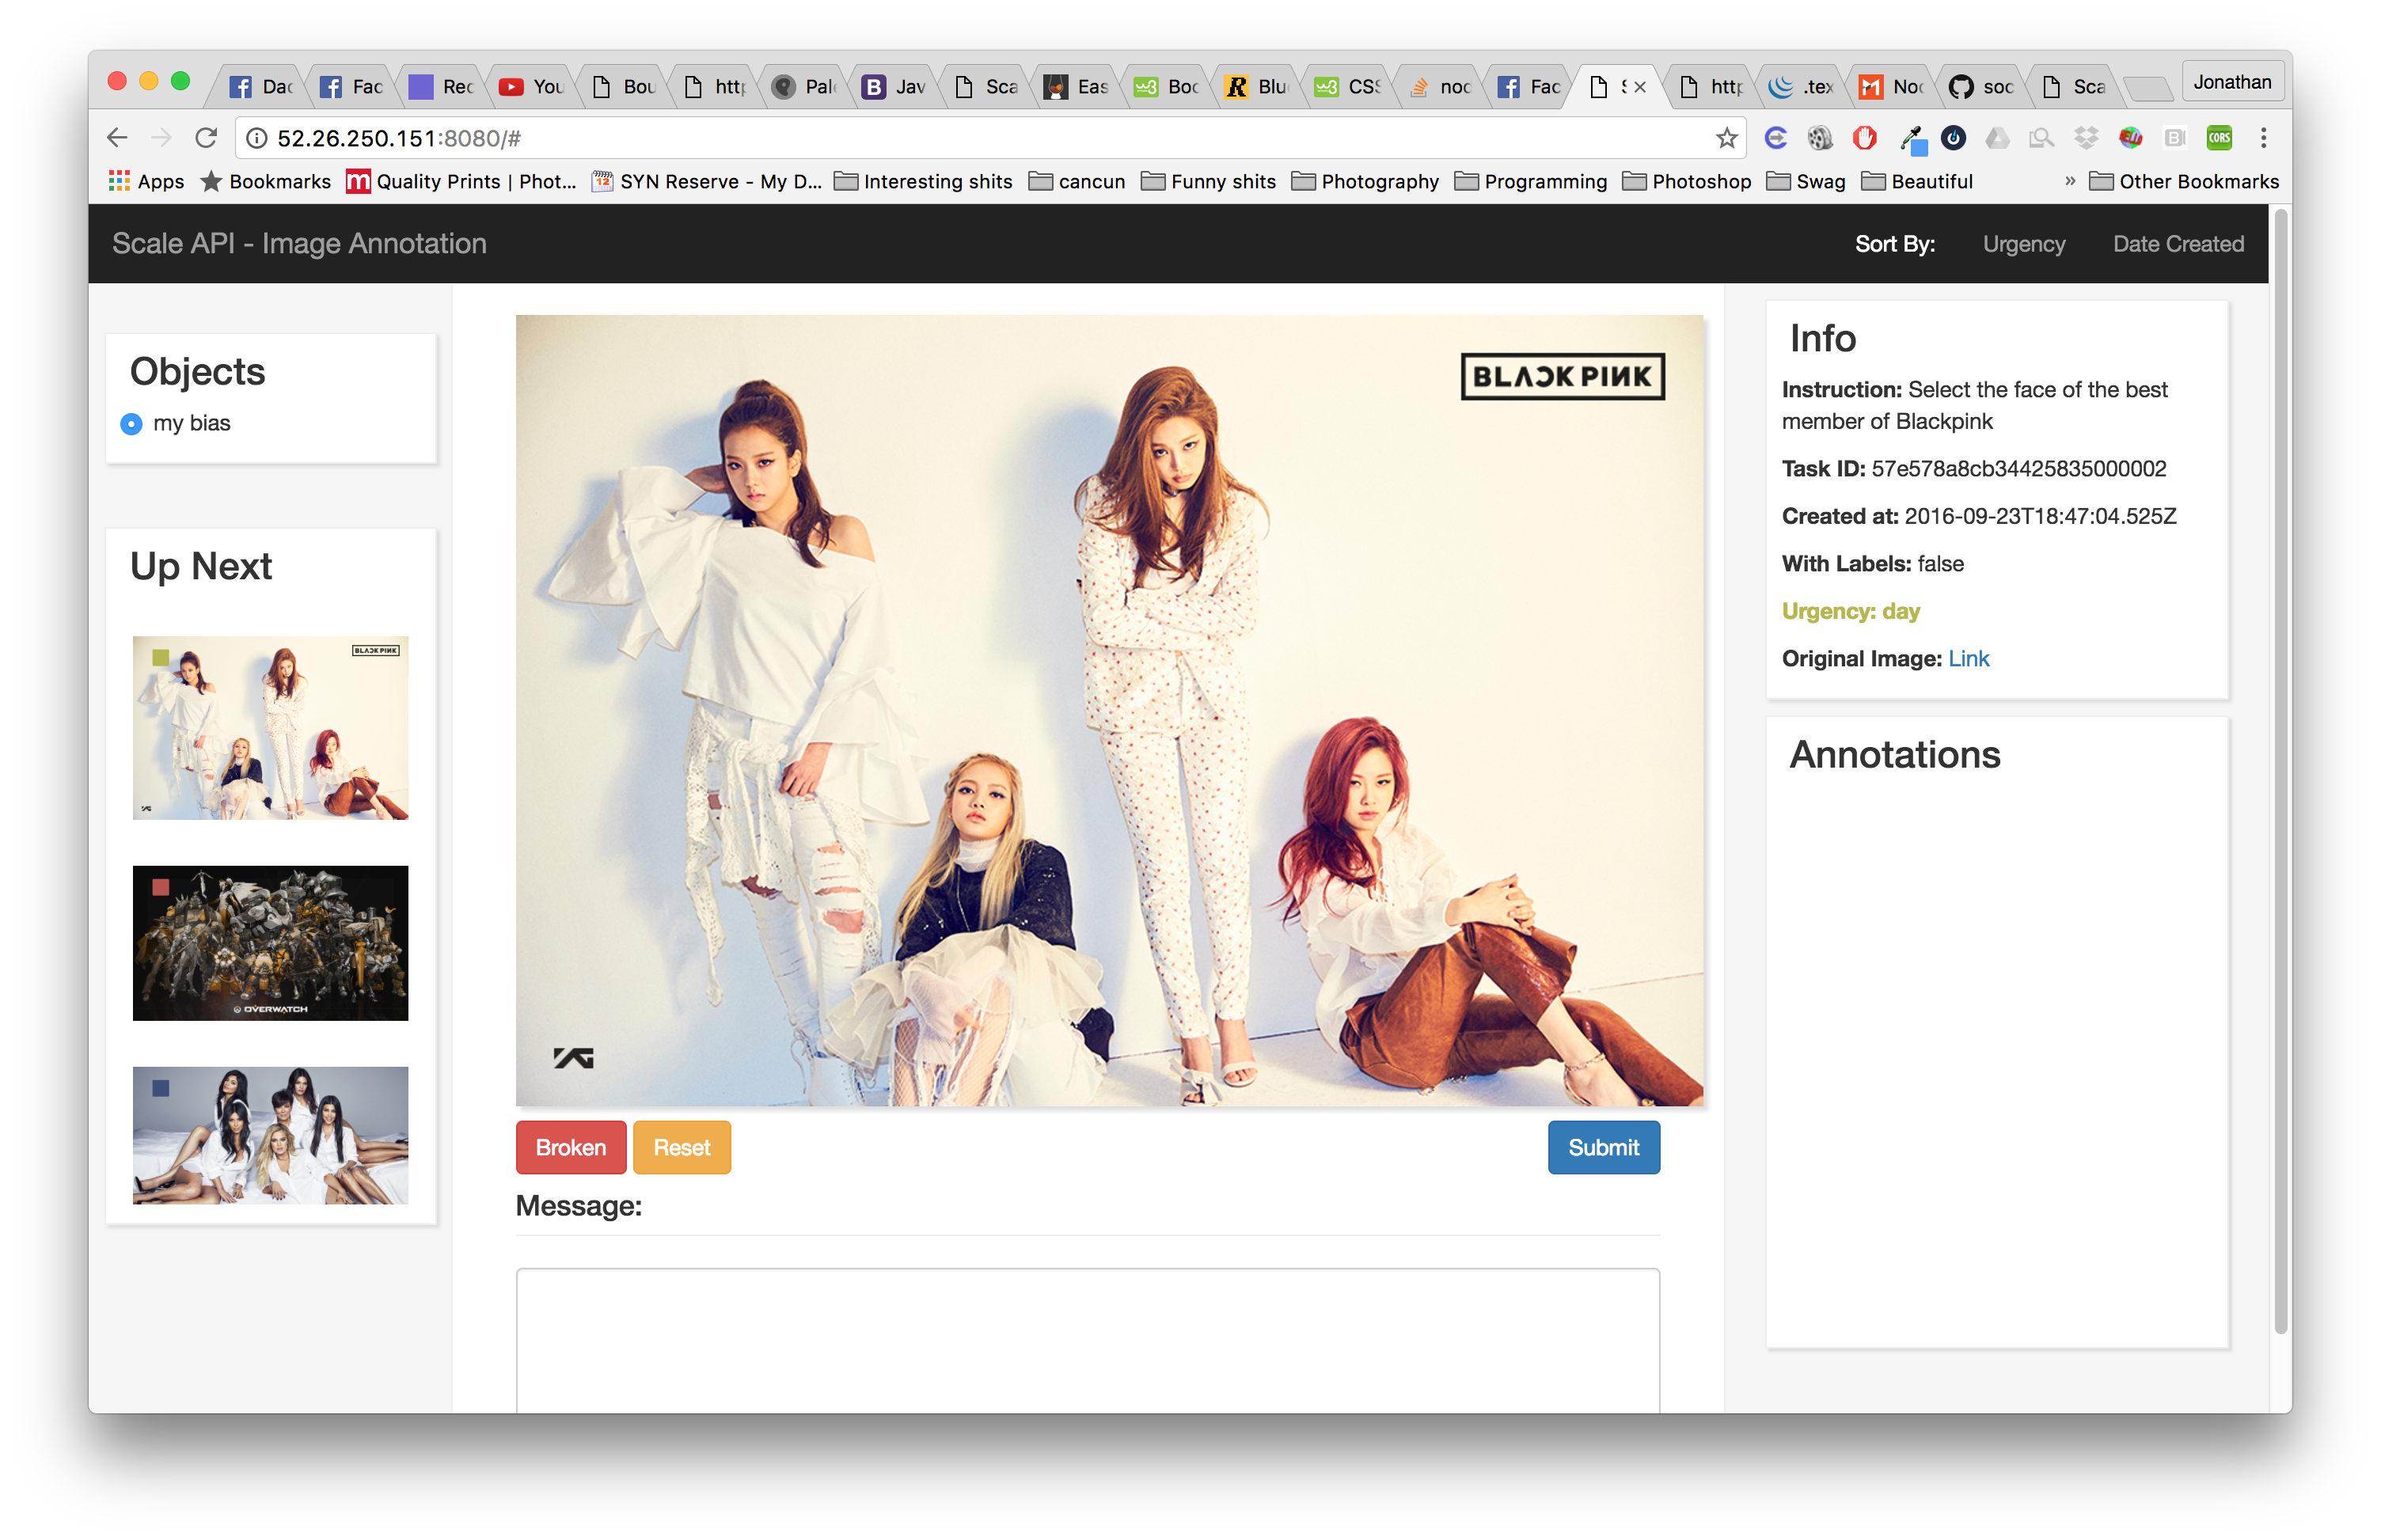 Dac
Fac
Rec
You
Bou
http
Pale
Jav
Sca
Eas
Boo
Blu
CSS
nod
Fac
S
http
.tex
Noc
soc
Sca
Jonathan
52.26.250.151:8080/#
CORS
Apps
Bookmarks
Quality Prints | Phot...
SYN Reserve - My D...
Interesting shits
cancun
Funny shits
Photography
Programming
Photoshop
Swag
Beautiful
»
Other Bookmarks
Scale API - Image Annotation
Sort By:
Urgency
Date Created
Objects
my bias
Up Next
BLACKPINK
OVERWATCH
BLACKPINK
YG
Broken
Reset
Submit
Message:
Info
Instruction: Select the face of the best
member of Blackpink
Task ID: 57e578a8cb34425835000002
Created at: 2016-09-23T18:47:04.525Z
With Labels: false
Urgency: day
Original Image: Link
Annotations